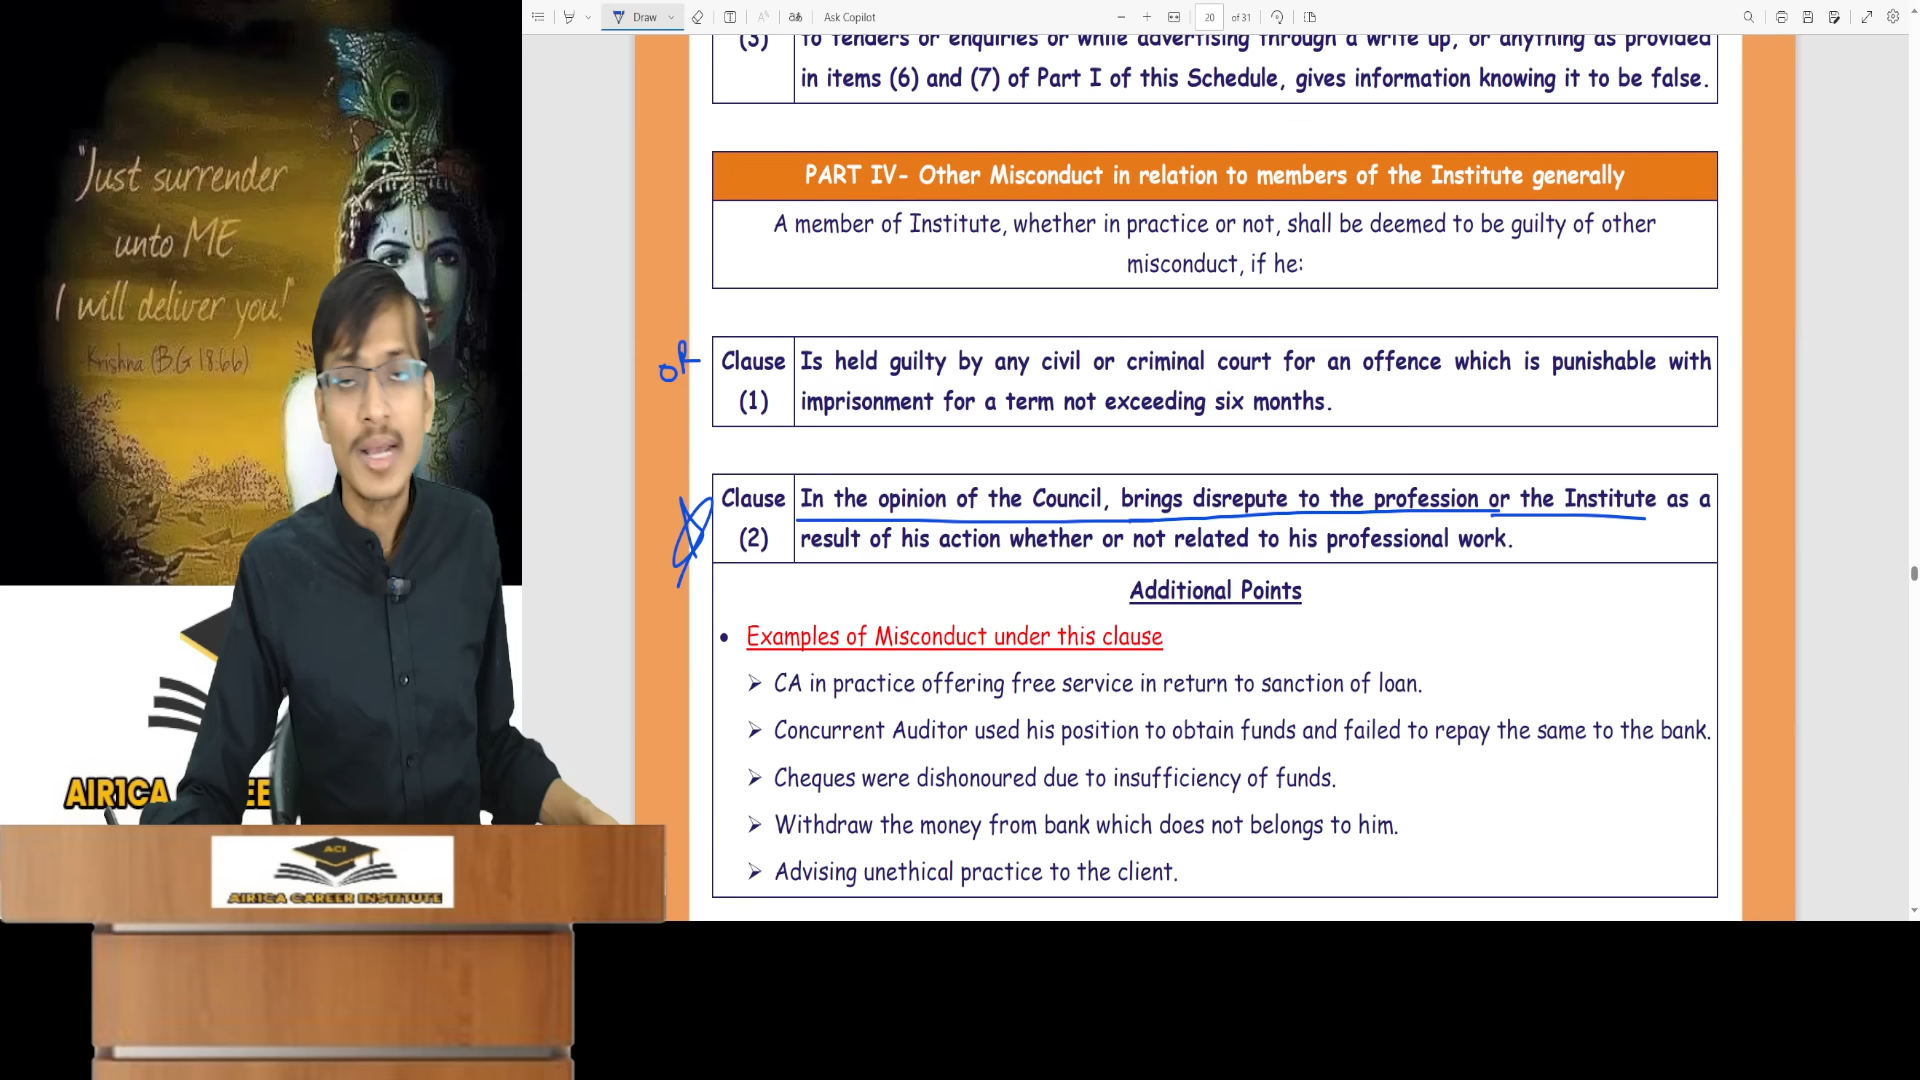 "Just surrender
unto ME
I will deliver you!"
- Krishna (B.G 18:66)
AIR1CA
EE
ACI
AIR1CA CAREER INSTITUTE
Draw
Ask Copilot
20
of 31
(3)
to tenders or enquiries or while advertising through a write up, or anything as provided
in items (6) and (7) of Part I of this Schedule, gives information knowing it to be false.
PART IV- Other Misconduct in relation to members of the Institute generally
A member of Institute, whether in practice or not, shall be deemed to be guilty of other
misconduct, if he:
OR
Clause
(1)
Is held guilty by any civil or criminal court for an offence which is punishable with
imprisonment for a term not exceeding six months.
Clause
(2)
In the opinion of the Council, brings disrepute to the profession or the Institute as a
result of his action whether or not related to his professional work.
Additional Points
• Examples of Misconduct under this clause
➢ CA in practice offering free service in return to sanction of loan.
➢ Concurrent Auditor used his position to obtain funds and failed to repay the same to the bank.
➢ Cheques were dishonoured due to insufficiency of funds.
➢ Withdraw the money from bank which does not belongs to him.
➢ Advising unethical practice to the client.